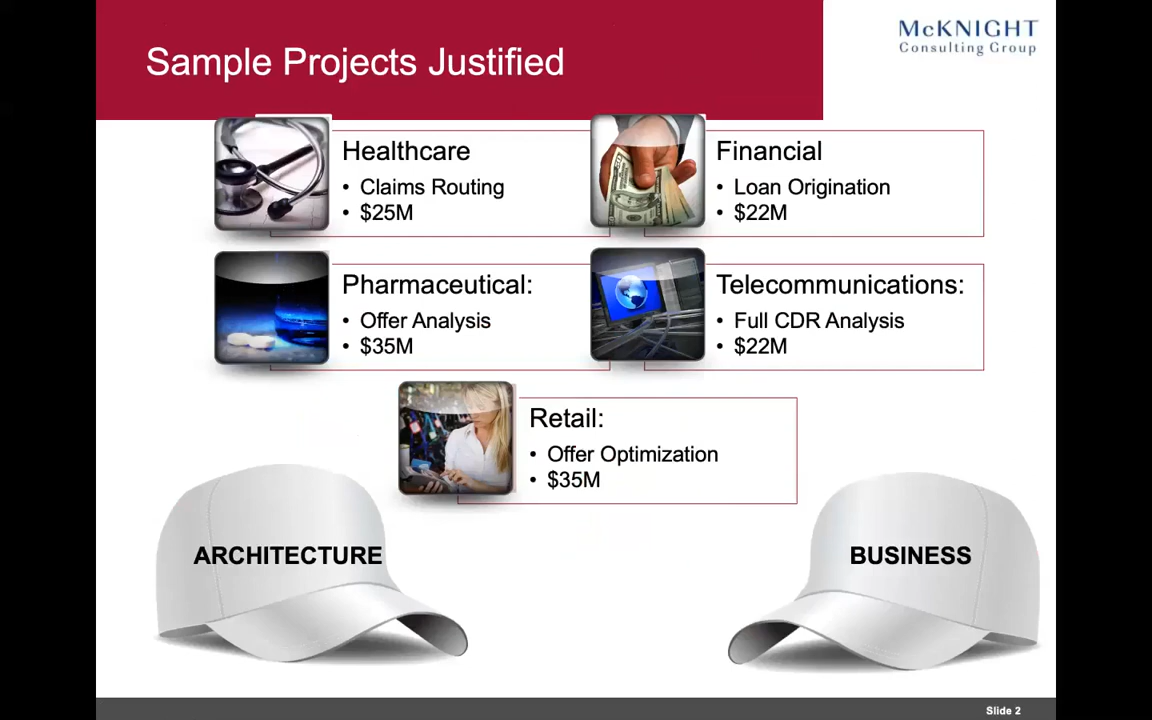 Sample Projects Justified
McKNIGHT
Consulting Group
Healthcare
• Claims Routing
• $25M
Financial
• Loan Origination
• $22M
Pharmaceutical:
• Offer Analysis
• $35M
Telecommunications:
• Full CDR Analysis
• $22M
Retail:
• Offer Optimization
• $35M
ARCHITECTURE
BUSINESS
Slide 2